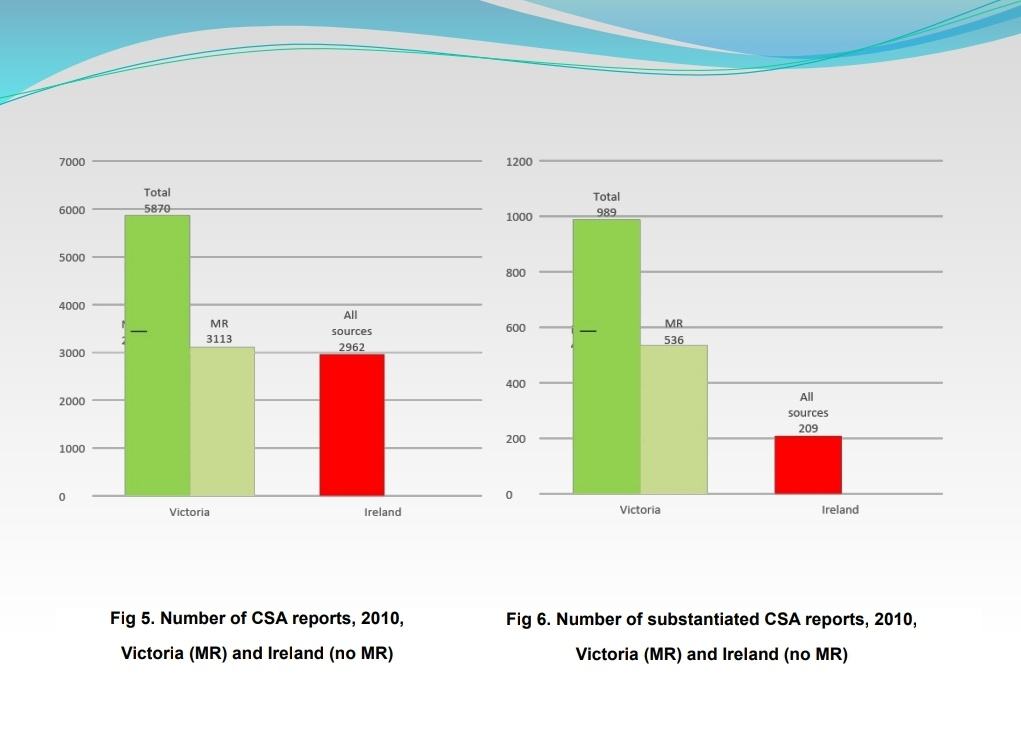 7000
6000
5000
4000
3000
2000
1000
0
Total
5870
MR
3113
All
sources
2962
Victoria
Ireland
1200
1000
800
600
400
200
0
Total
989
MR
536
All
sources
209
Victoria
Ireland
Fig 5. Number of CSA reports, 2010,
Victoria (MR) and Ireland (no MR)
Fig 6. Number of substantiated CSA reports, 2010,
Victoria (MR) and Ireland (no MR)